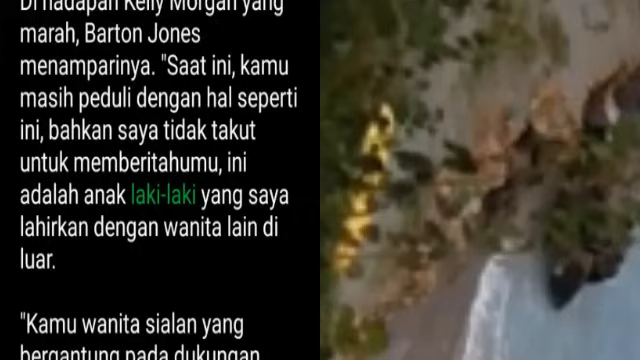 Di hadapan Kelly Morgan yang
marah, Barton Jones
menamparinya. "Saat ini, kamu
masih peduli dengan hal seperti
ini, bahkan saya tidak takut
untuk memberitahumu, ini
adalah anak laki-laki yang saya
lahirkan dengan wanita lain di
luar.
"Kamu wanita sialan yang
bergantung pada dukungan